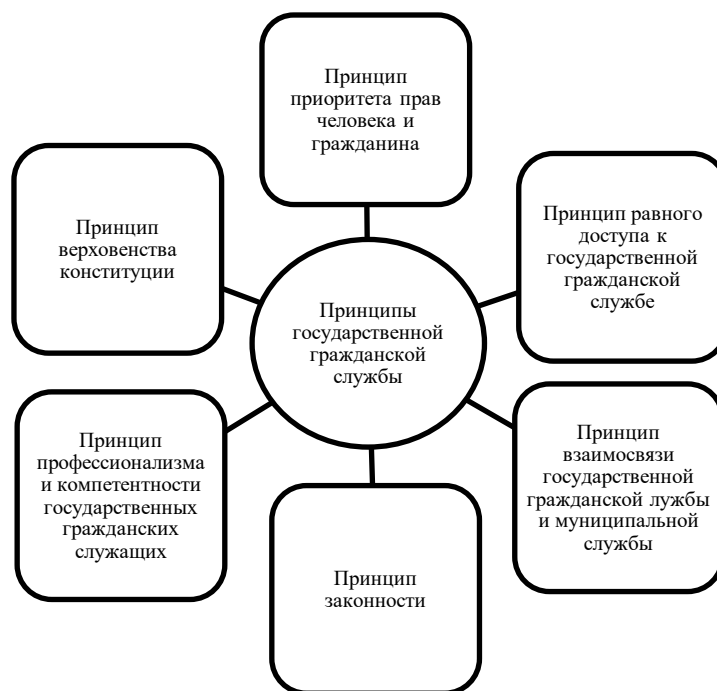 Принцип
приоритета прав
человека и
гражданина
Принцип
верховенства
конституции
Принцип равного
доступа к
государственной
гражданской
службе
Принципы
государственной
гражданской
службы
Принцип
профессионализма
и компетентности
государственных
гражданских
служащих
Принцип
взаимосвязи
государственной
гражданской лужбы
и муниципальной
службы
Принцип
законности